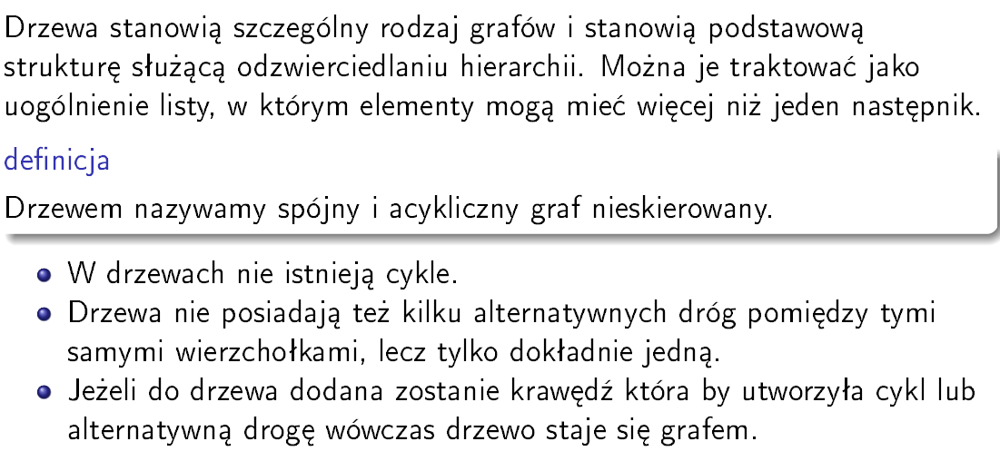 Drzewa stanowią szczególny rodzaj grafów i stanowią podstawową
strukturę służącą odzwierciedlaniu hierarchii. Można je traktować jako
uogólnienie listy, w którym elementy mogą mieć więcej niż jeden następnik.
definicja
Drzewem nazywamy spójny i acykliczny graf nieskierowany.
W drzewach nie istnieją cykle.
Drzewa nie posiadają też kilku alternatywnych dróg pomiędzy tymi
samymi wierzchołkami, lecz tylko dokładnie jedną.
Jeżeli do drzewa dodana zostanie krawędź która by utworzyła cykl lub
alternatywną drogę wówczas drzewo staje się grafem.